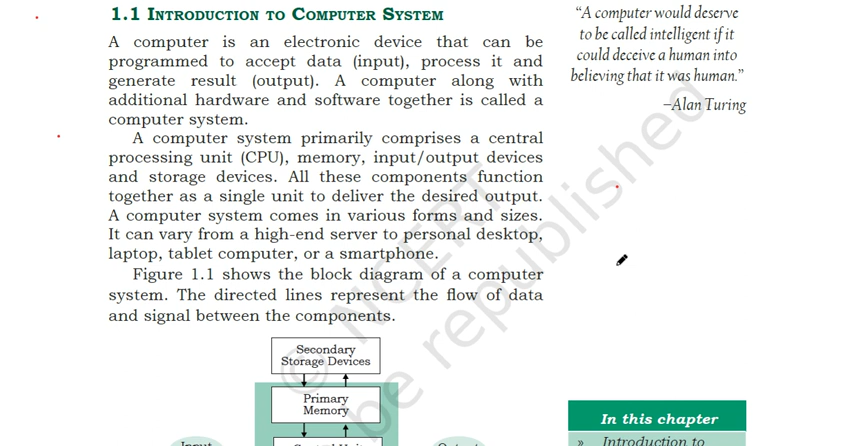 1.1 INTRODUCTION TO COMPUTER SYSTEM
A computer is an electronic device that can be
programmed to accept data (input), process it and
generate result (output). A computer along with
additional hardware and software together is called a
computer system.
A computer system primarily comprises a central
processing unit (CPU), memory, input/output devices
and storage devices. All these components function
together as a single unit to deliver the desired output.
A computer system comes in various forms and sizes.
It can vary from a high-end server to personal desktop,
laptop, tablet computer, or a smartphone.
Figure 1.1 shows the block diagram of a computer
system. The directed lines represent the flow of data
and signal between the components.
Secondary
Storage Devices
Primary
Memory
Input
Control Unit
“A computer would deserve
to be called intelligent if it
could deceive a human into
believing that it was human.”
–Alan Turing
In this chapter
» Introduction to
© NCERT
be republished